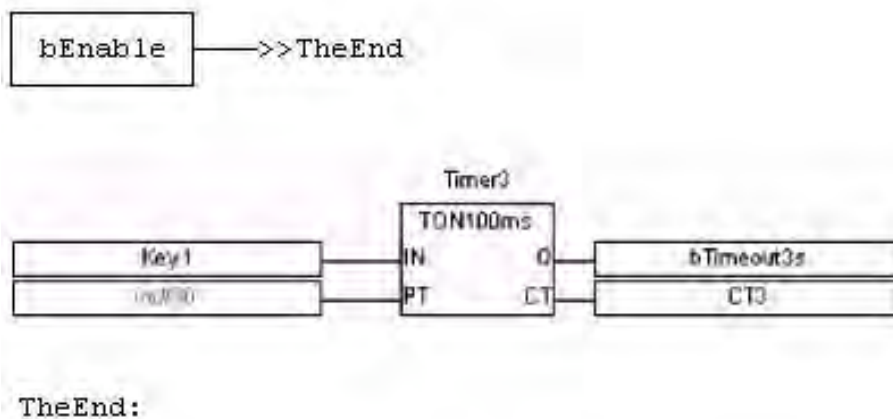 bEnable >>TheEnd
Timer3
TON100ms
Key1 IN Q bTimeout3s
PT CT CT3
TheEnd: